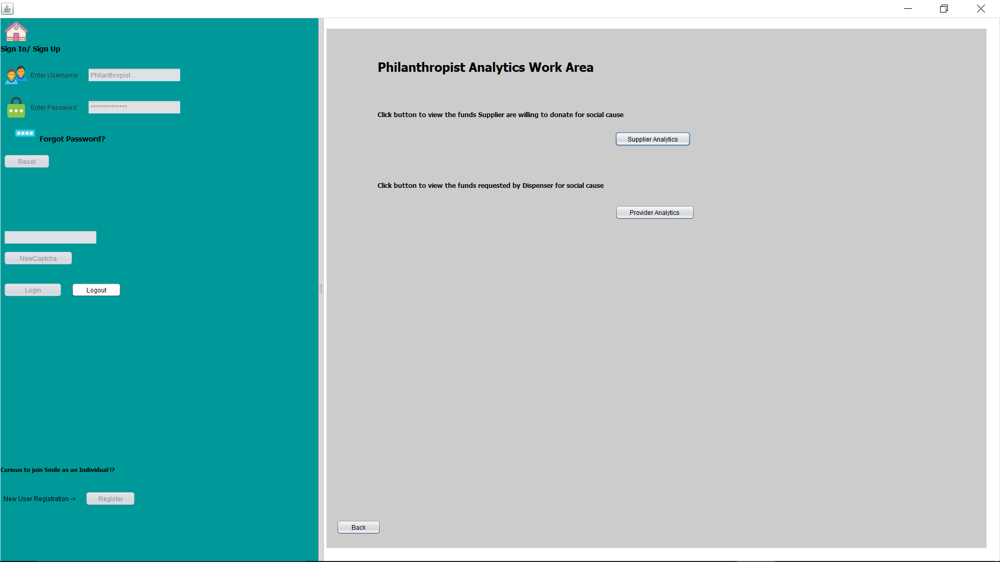 Sign In/ Sign Up
Enter Username :
Philanthropist
Enter Password
**************
Forgot Password?
Reset
NewCaptcha
Login
Logout
Curious to join Smile as an Individual !?
New User Registration ->
Register
Philanthropist Analytics Work Area
Click button to view the funds Supplier are willing to donate for social cause
Supplier Analytics
Click button to view the funds requested by Dispenser for social cause
Provider Analytics
Back